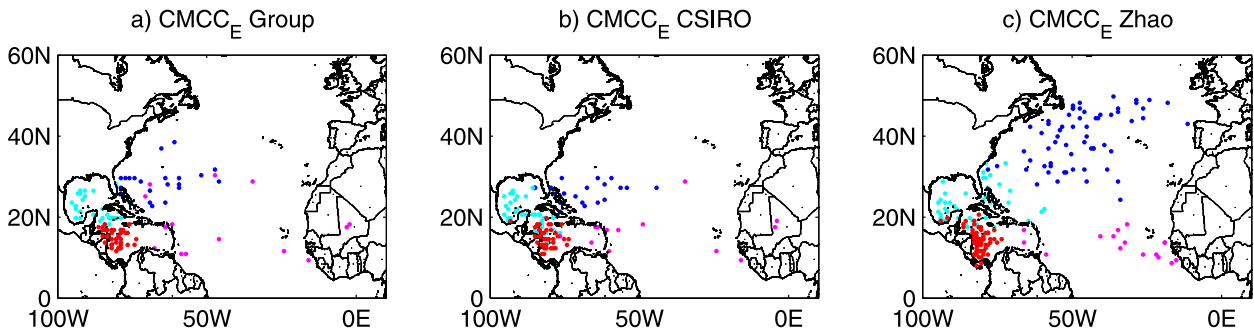 a) CMCC_E Group
60N
40N
20N
0
100W 50W 0E
b) CMCC_E CSIRO
60N
40N
20N
0
100W 50W 0E
c) CMCC_E Zhao
60N
40N
20N
0
100W 50W 0E